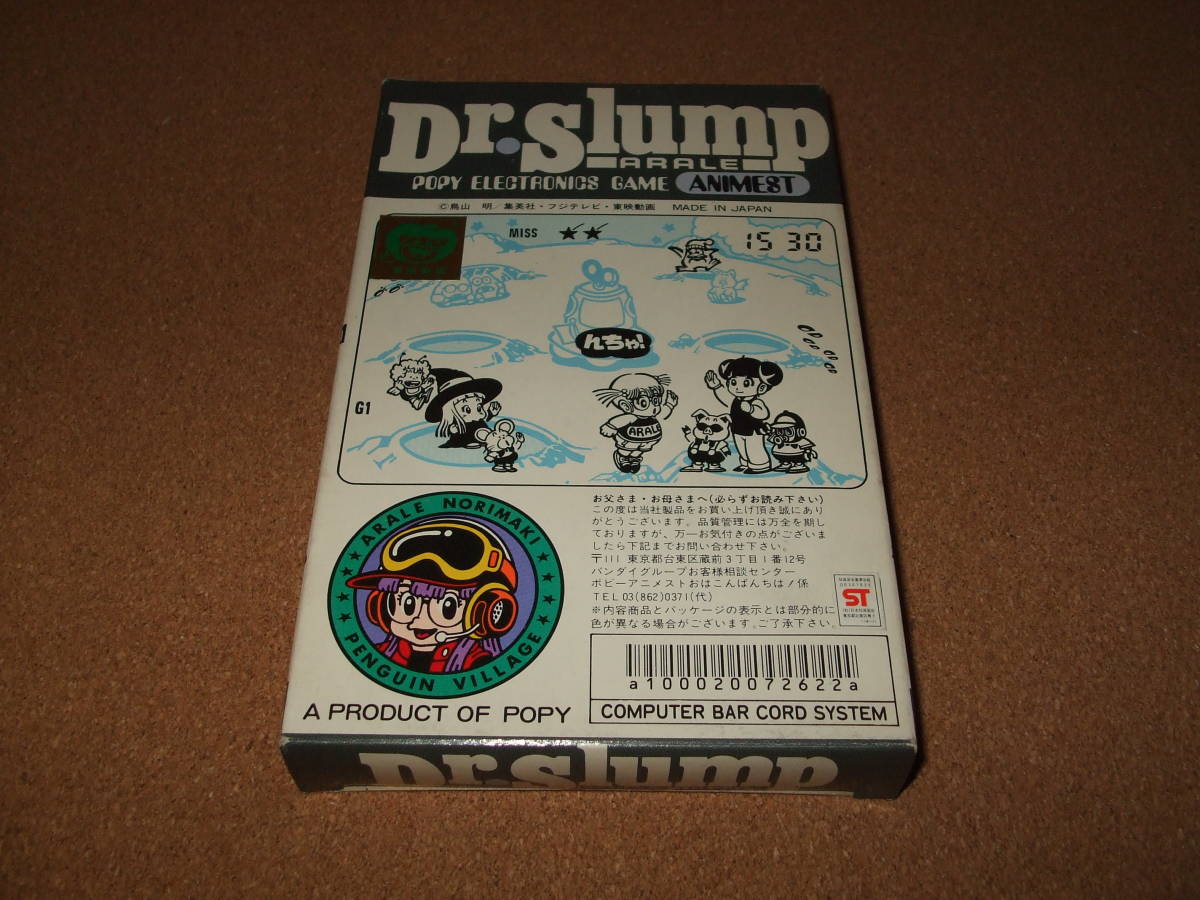 Dr.Slump
ARALE
POPY ELECTRONICS GAME ANIMEST
©鳥山 明／集英社・フジテレビ・東映動画 MADE IN JAPAN
MISS
15 30
んちゃ!
G1
ARALE
ARALE NORIMAKI
PENGUIN VILLAGE
A PRODUCT OF POPY
お父さま・お母さまへ(必らずお読み下さい)
この度は当社製品をお買い上げ頂き誠にあり
がとうございます。品質管理には万全を期し
ておりますが、万一お気付きの点がございま
したら下記までお問い合わせ下さい。
〒111 東京都台東区蔵前3丁目1番12号
バンダイグループお客様相談センター
ポピーアニメストおはこんばんちは！係
TEL 03(862)0371(代)
※内容商品とパッケージの表示とは部分的に
色が異なる場合がございます。ご了承下さい。
ST
a100020072622a
COMPUTER BAR CORD SYSTEM
Dr.Slump